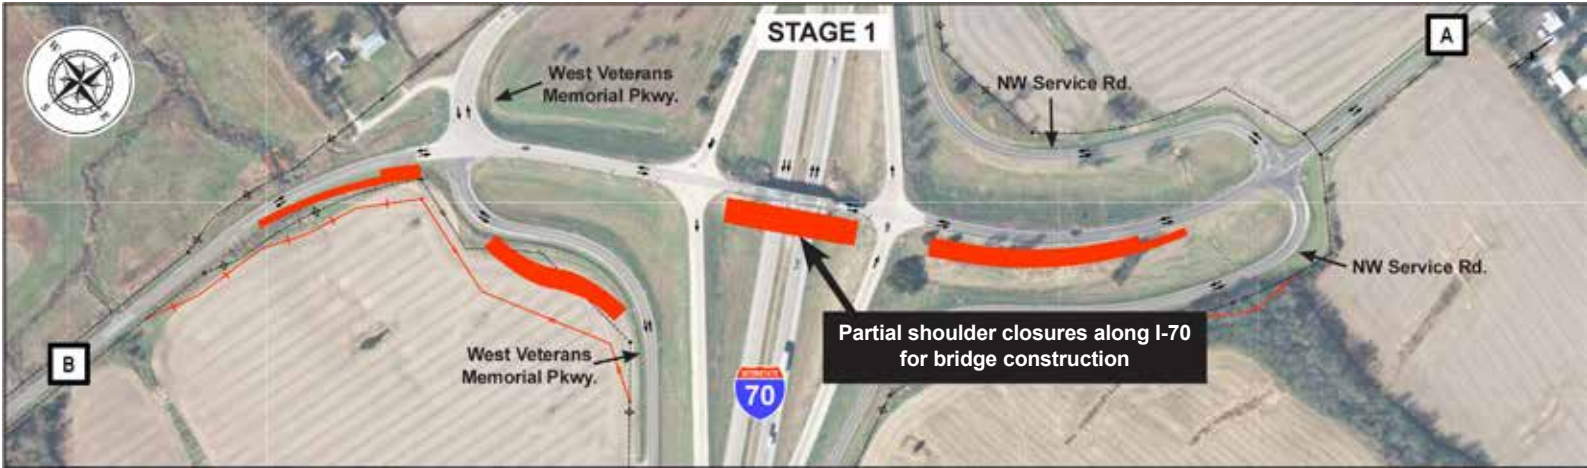 STAGE 1
A
West Veterans
Memorial Pkwy.
NW Service Rd.
N
W
E
S
NW Service Rd.
Partial shoulder closures along I-70
for bridge construction
West Veterans
Memorial Pkwy.
B
INTERSTATE
70